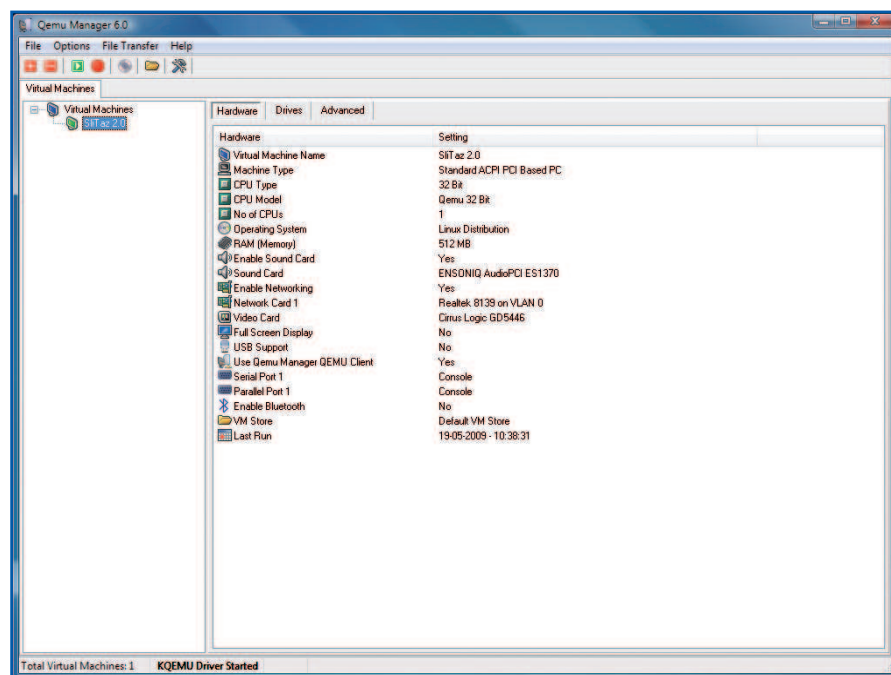 Qemu Manager 6.0
File Options File Transfer Help
Virtual Machines
Virtual Machines
SliTaz 2.0
Hardware Drives Advanced
Hardware Setting
Virtual Machine Name SliTaz 2.0
Machine Type Standard ACPI PCI Based PC
CPU Type 32 Bit
CPU Model Qemu 32 Bit
No of CPUs 1
Operating System Linux Distribution
RAM (Memory) 512 MB
Enable Sound Card Yes
Sound Card ENSONIQ AudioPCI ES1370
Enable Networking Yes
Network Card 1 Realtek 8139 on VLAN 0
Video Card Cirrus Logic GD5446
Full Screen Display No
USB Support No
Use Qemu Manager QEMU Client Yes
Serial Port 1 Console
Parallel Port 1 Console
Enable Bluetooth No
VM Store Default VM Store
Last Run 19-05-2009 - 10:38:31
Total Virtual Machines: 1 KQEMU Driver Started